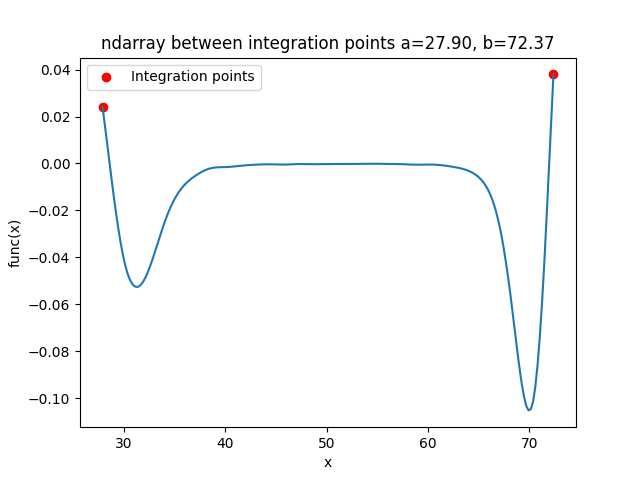 ndarray between integration points a=27.90, b=72.37
Integration points
0.04
0.02
0.00
−0.02
−0.04
−0.06
−0.08
−0.10
func(x)
30 40 50 60 70
x